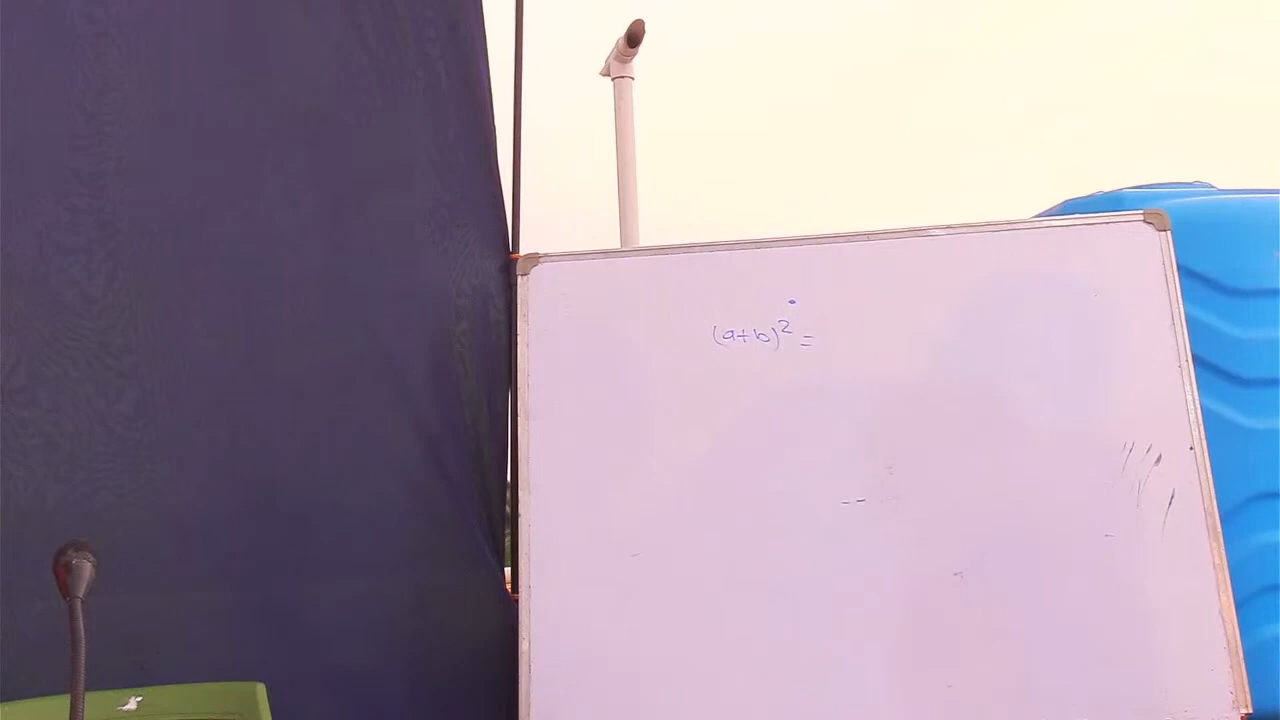 (a+b)² =